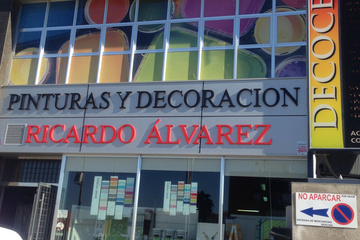 PINTURAS Y DECORACION
RICARDO ÁLVAREZ
DECOCE
NO APARCAR